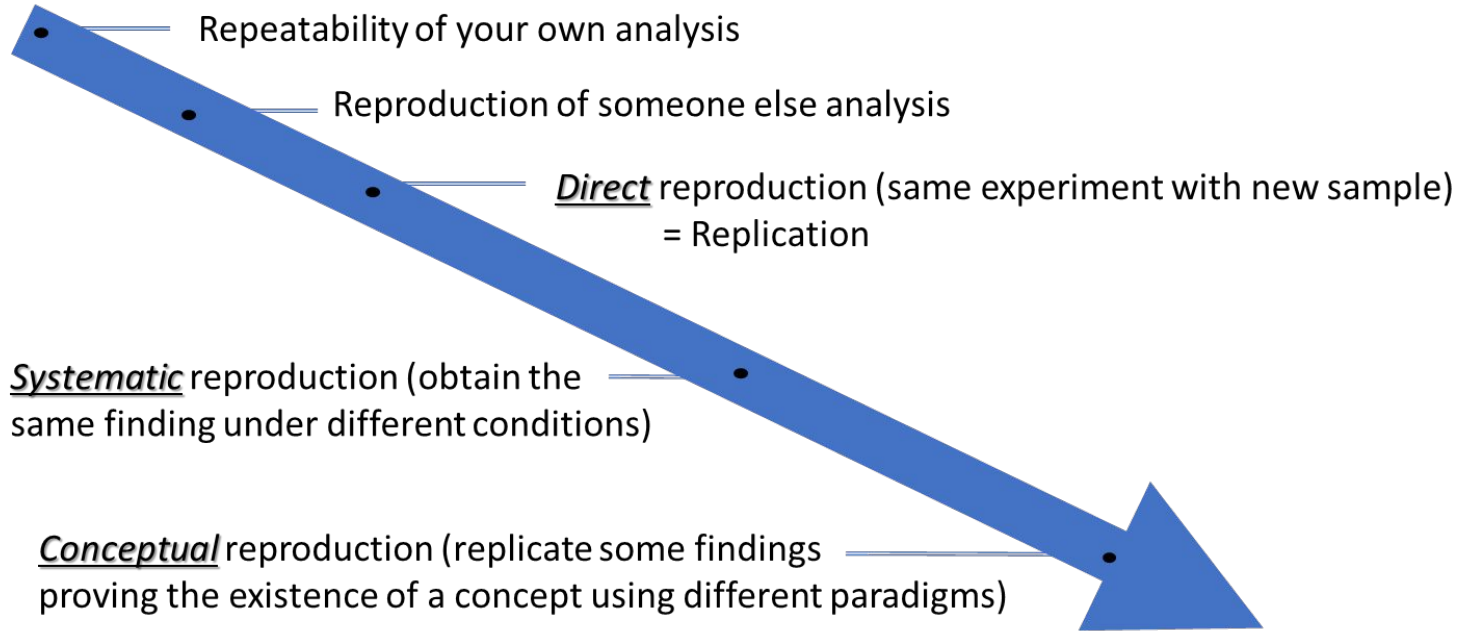 Repeatability of your own analysis
Reproduction of someone else analysis
Direct reproduction (same experiment with new sample)
= Replication
Systematic reproduction (obtain the
same finding under different conditions)
Conceptual reproduction (replicate some findings
proving the existence of a concept using different paradigms)